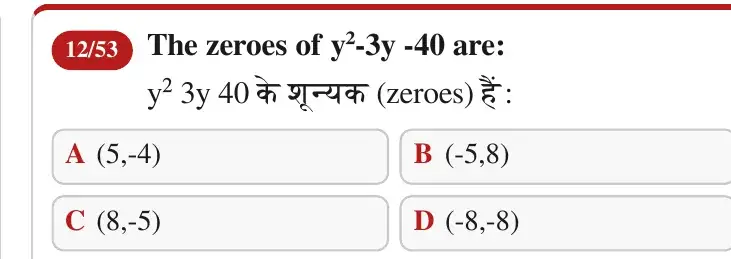 12/53 The zeroes of y²-3y -40 are:
y² 3y 40 के शून्यक (zeroes) हैं :
A (5,-4)
B (-5,8)
C (8,-5)
D (-8,-8)